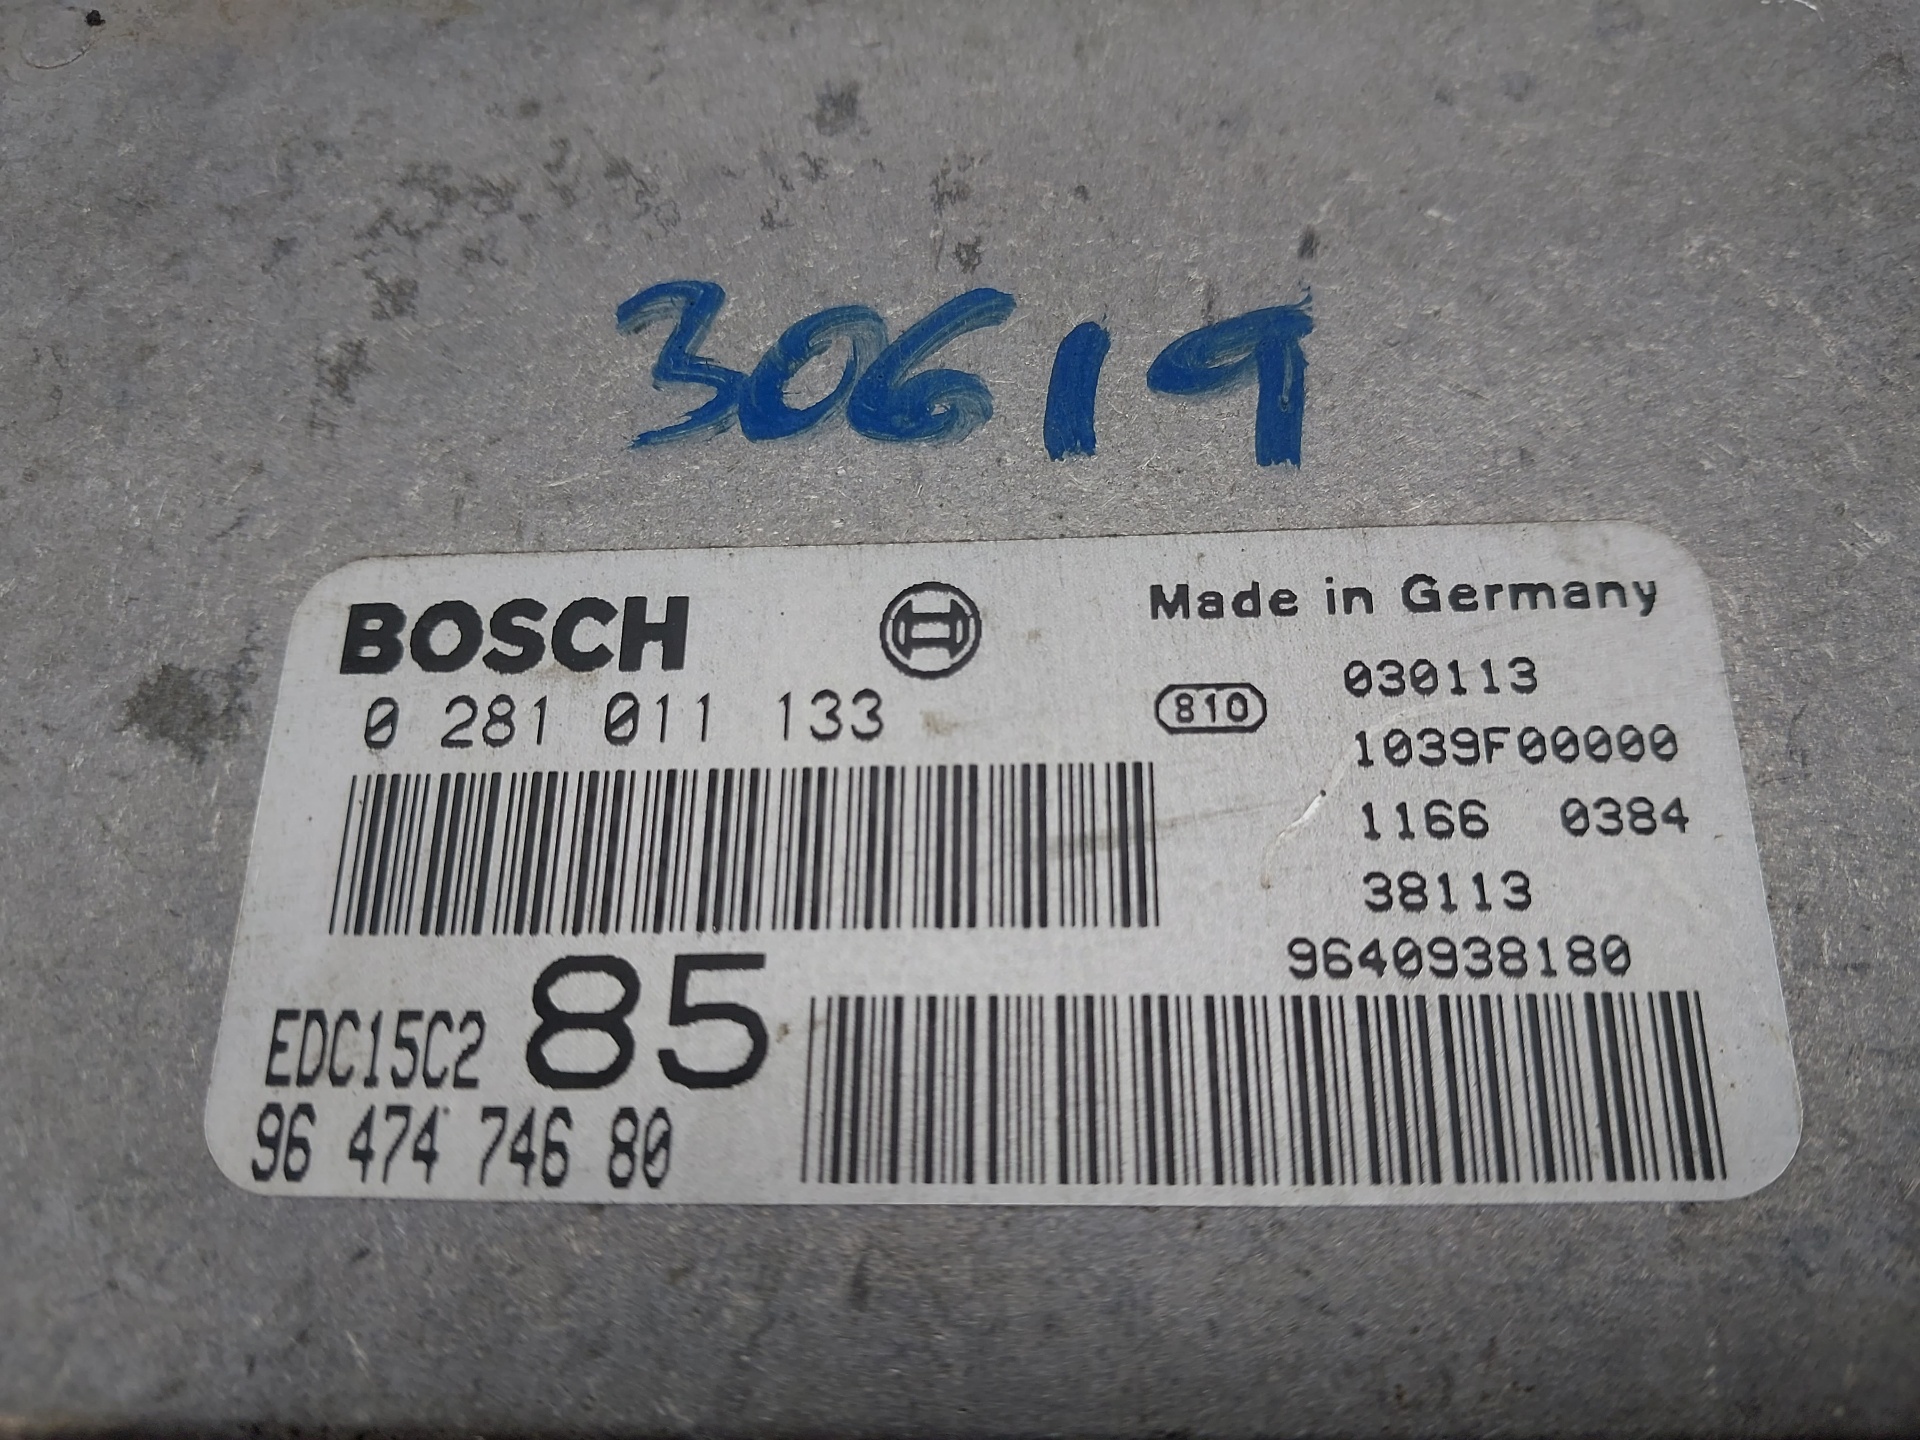 30619
BOSCH
Made in Germany
0 281 011 133
810
030113
1039F00000
1166 0384
38113
9640938180
EDC15C2 85
96 474 746 80